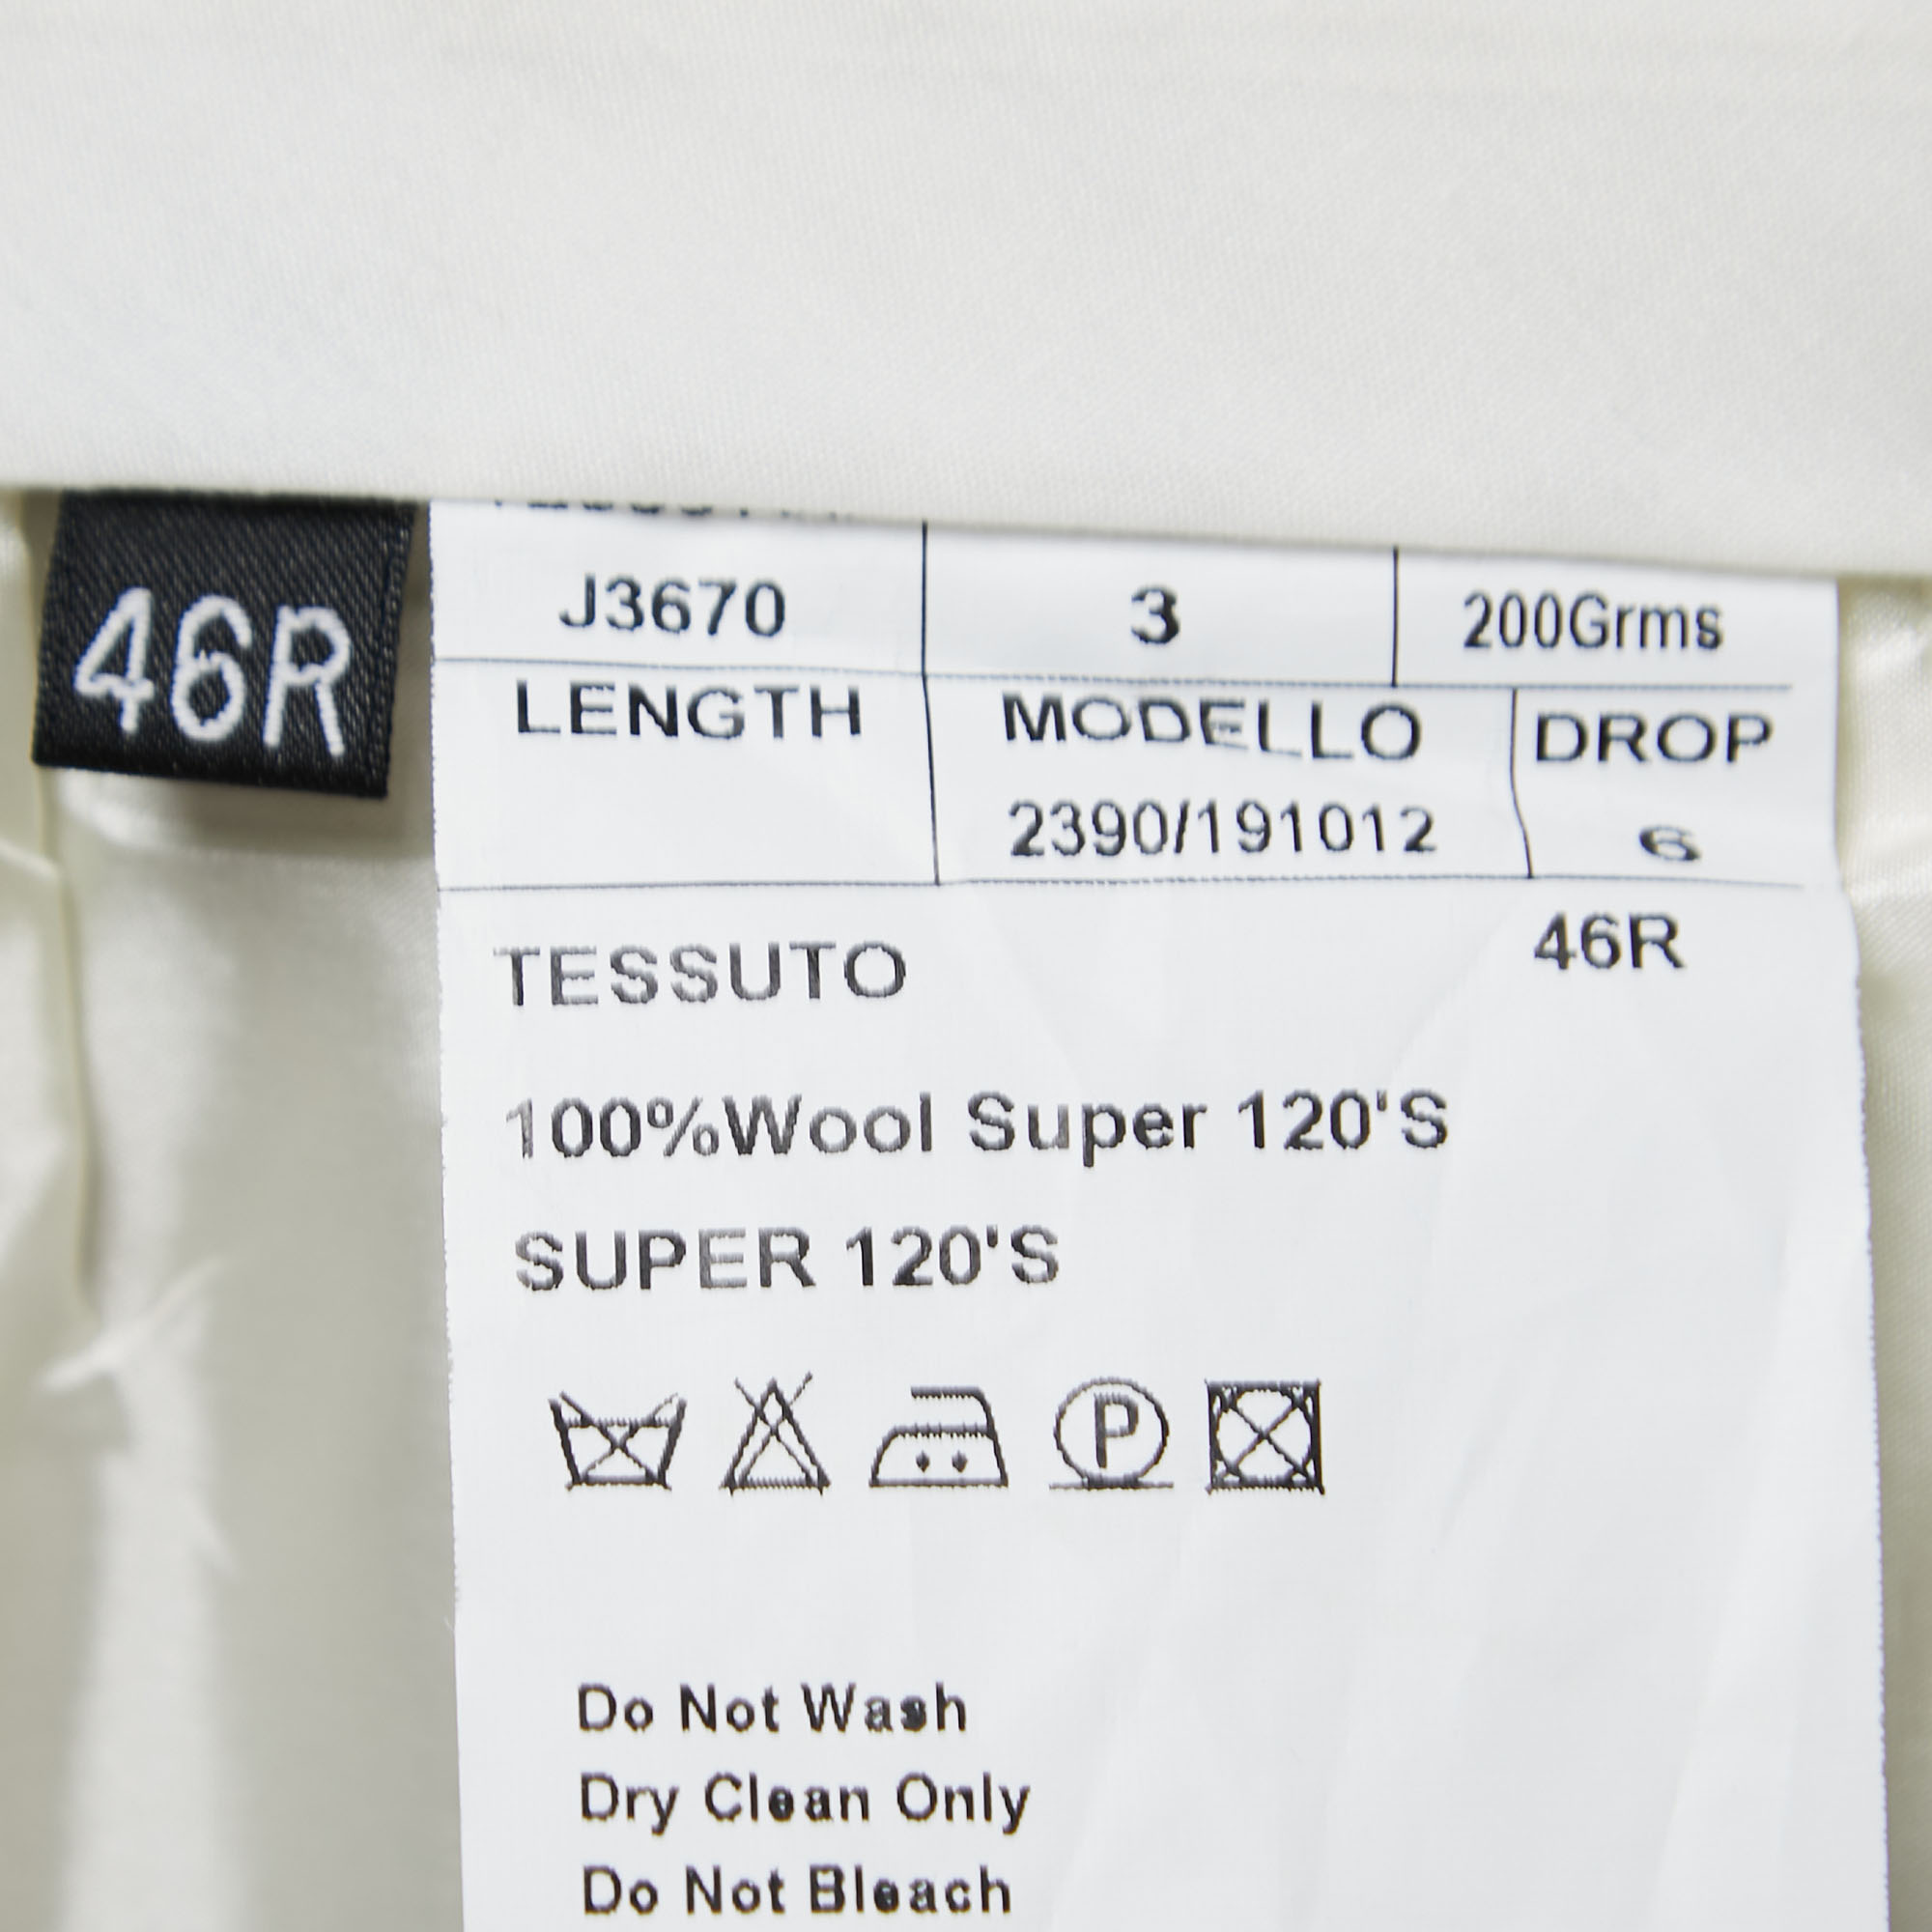 46R
J3670 3 200Grms
LENGTH MODELLO DROP
2390/191012 6
46R
TESSUTO
100%Wool Super 120'S
SUPER 120'S
P
Do Not Wash
Dry Clean Only
Do Not Bleach